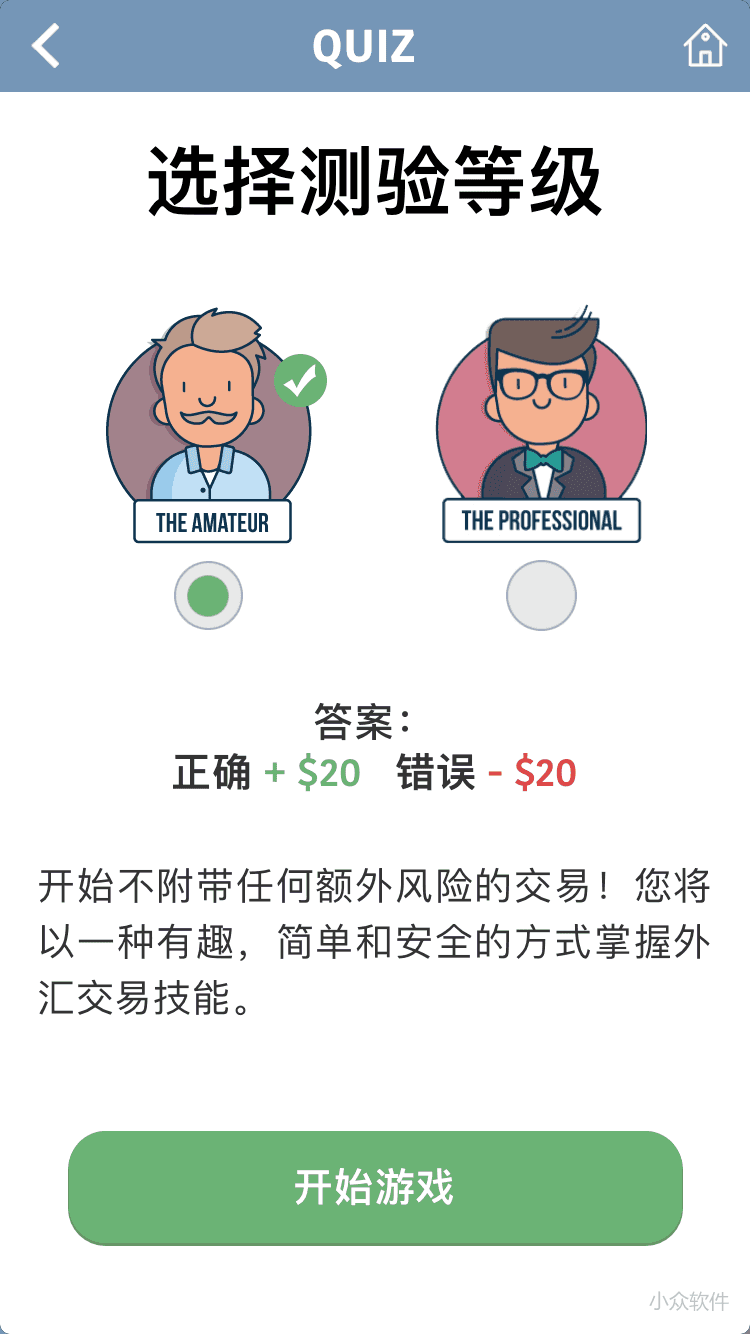 QUIZ
选择测验等级
THE AMATEUR
THE PROFESSIONAL
答案：
正确 + $20 错误 - $20
开始不附带任何额外风险的交易！您将
以一种有趣，简单和安全的方式掌握外
汇交易技能。
开始游戏
小众软件